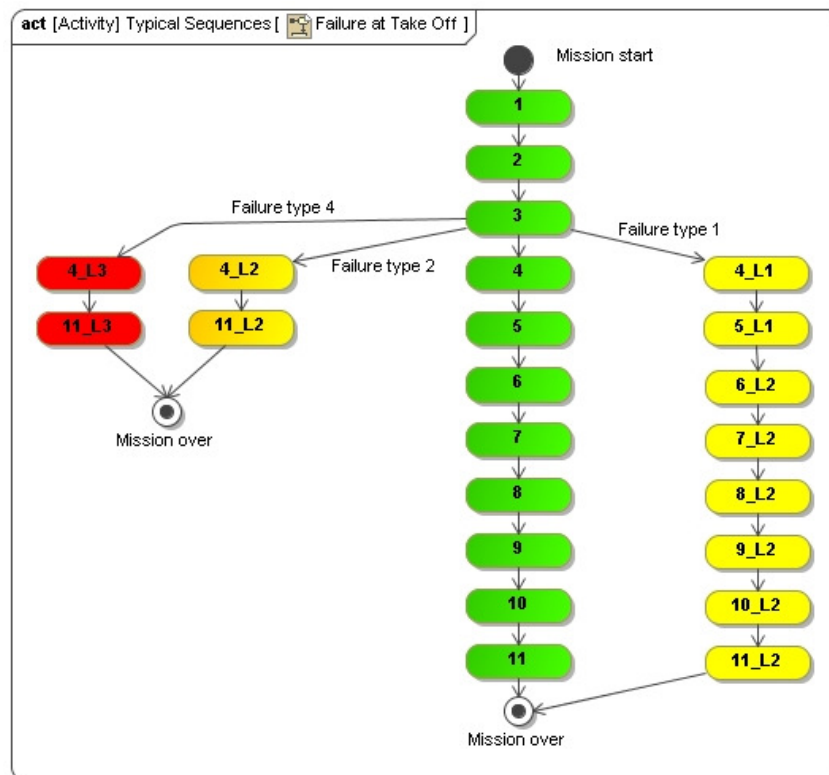 act [Activity] Typical Sequences [ Failure at Take Off ]
Mission start
1
2
3
Failure type 4
Failure type 2
Failure type 1
4_L3
4_L2
4
4_L1
11_L3
11_L2
5
5_L1
6
6_L2
Mission over
7
7_L2
8
8_L2
9
9_L2
10
10_L2
11
11_L2
Mission over